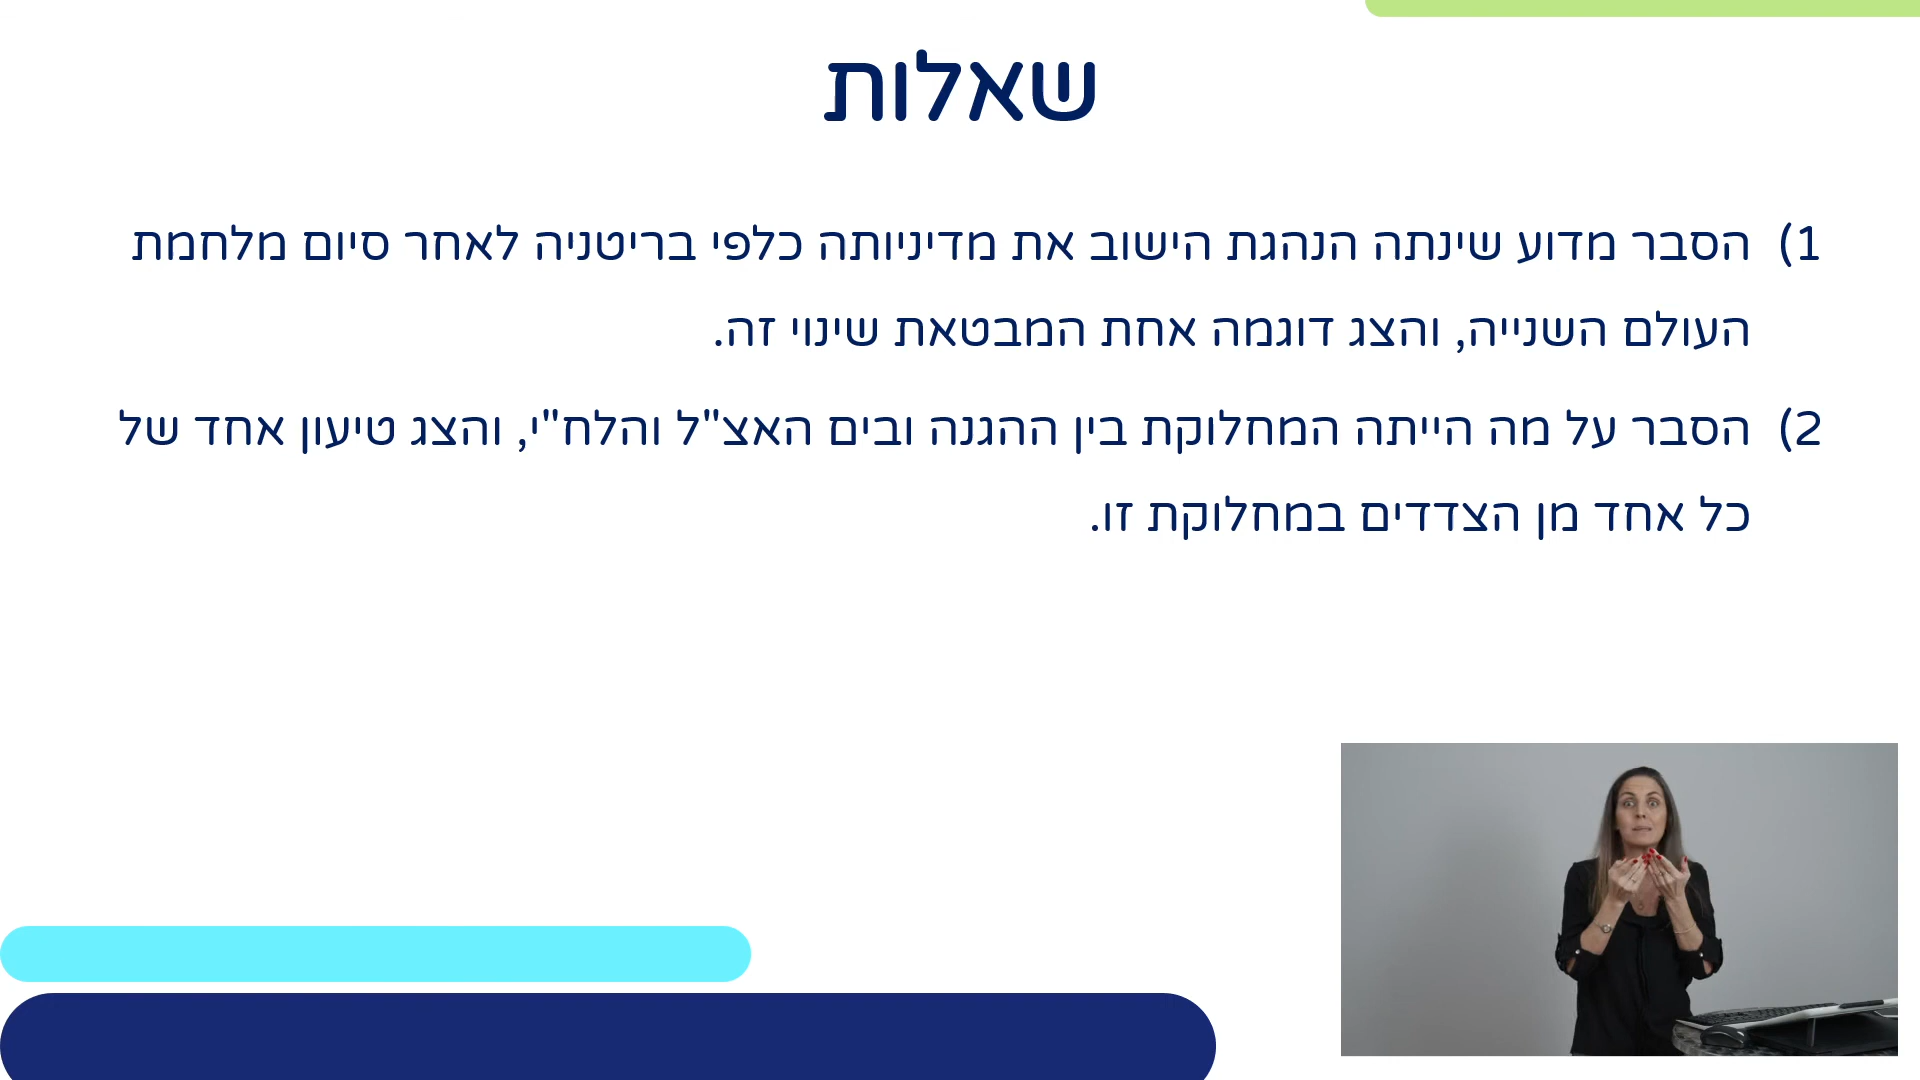 שאלות
1) הסבר מדוע שינתה הנהגת הישוב את מדיניותה כלפי בריטניה לאחר סיום מלחמת
העולם השנייה, והצג דוגמה אחת המבטאת שינוי זה.
2) הסבר על מה הייתה המחלוקת בין ההגנה ובים האצ"ל והלח"י, והצג טיעון אחד של
כל אחד מן הצדדים במחלוקת זו.